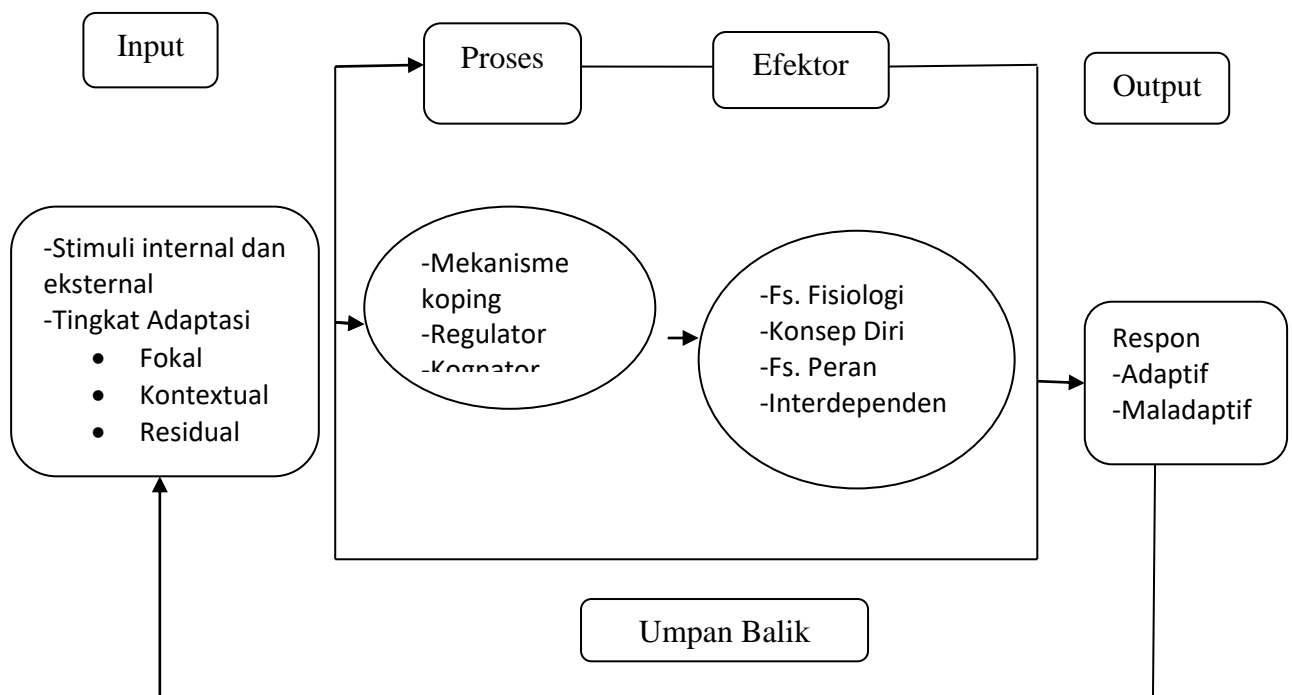 Input
Proses
Efektor
Output
-Stimuli internal dan
eksternal
-Tingkat Adaptasi
• Fokal
• Kontextual
• Residual
-Mekanisme
koping
-Regulator
-Kognator
-Fs. Fisiologi
-Konsep Diri
-Fs. Peran
-Interdependen
Respon
-Adaptif
-Maladaptif
Umpan Balik